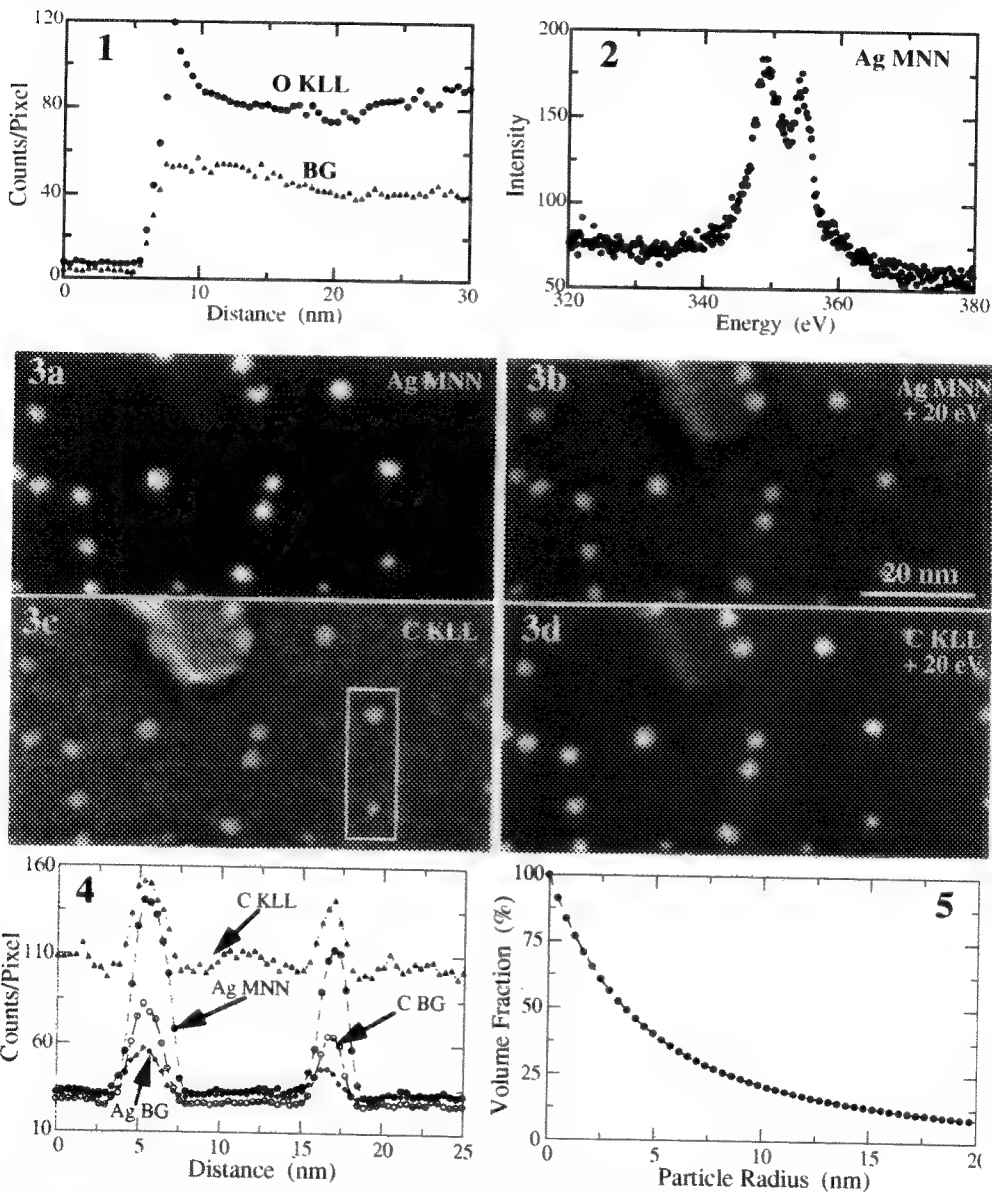 1
120
80
40
0
Counts/Pixel
O KLL
BG
0 10 20 30
Distance (nm)
2
Ag MNN
200
175
150
125
100
75
50
Intensity
320 340 360 380
Energy (eV)
3a
Ag MNN
3b
Ag MNN
+ 20 eV
20 nm
3c
C KLL
3d
C KLL
+ 20 eV
4
160
110
60
10
Counts/Pixel
C KLL
Ag MNN
C BG
Ag BG
0 5 10 15 20 25
Distance (nm)
5
100
75
50
25
0
Volume Fraction (%)
0 5 10 15
Particle Radius (nm)